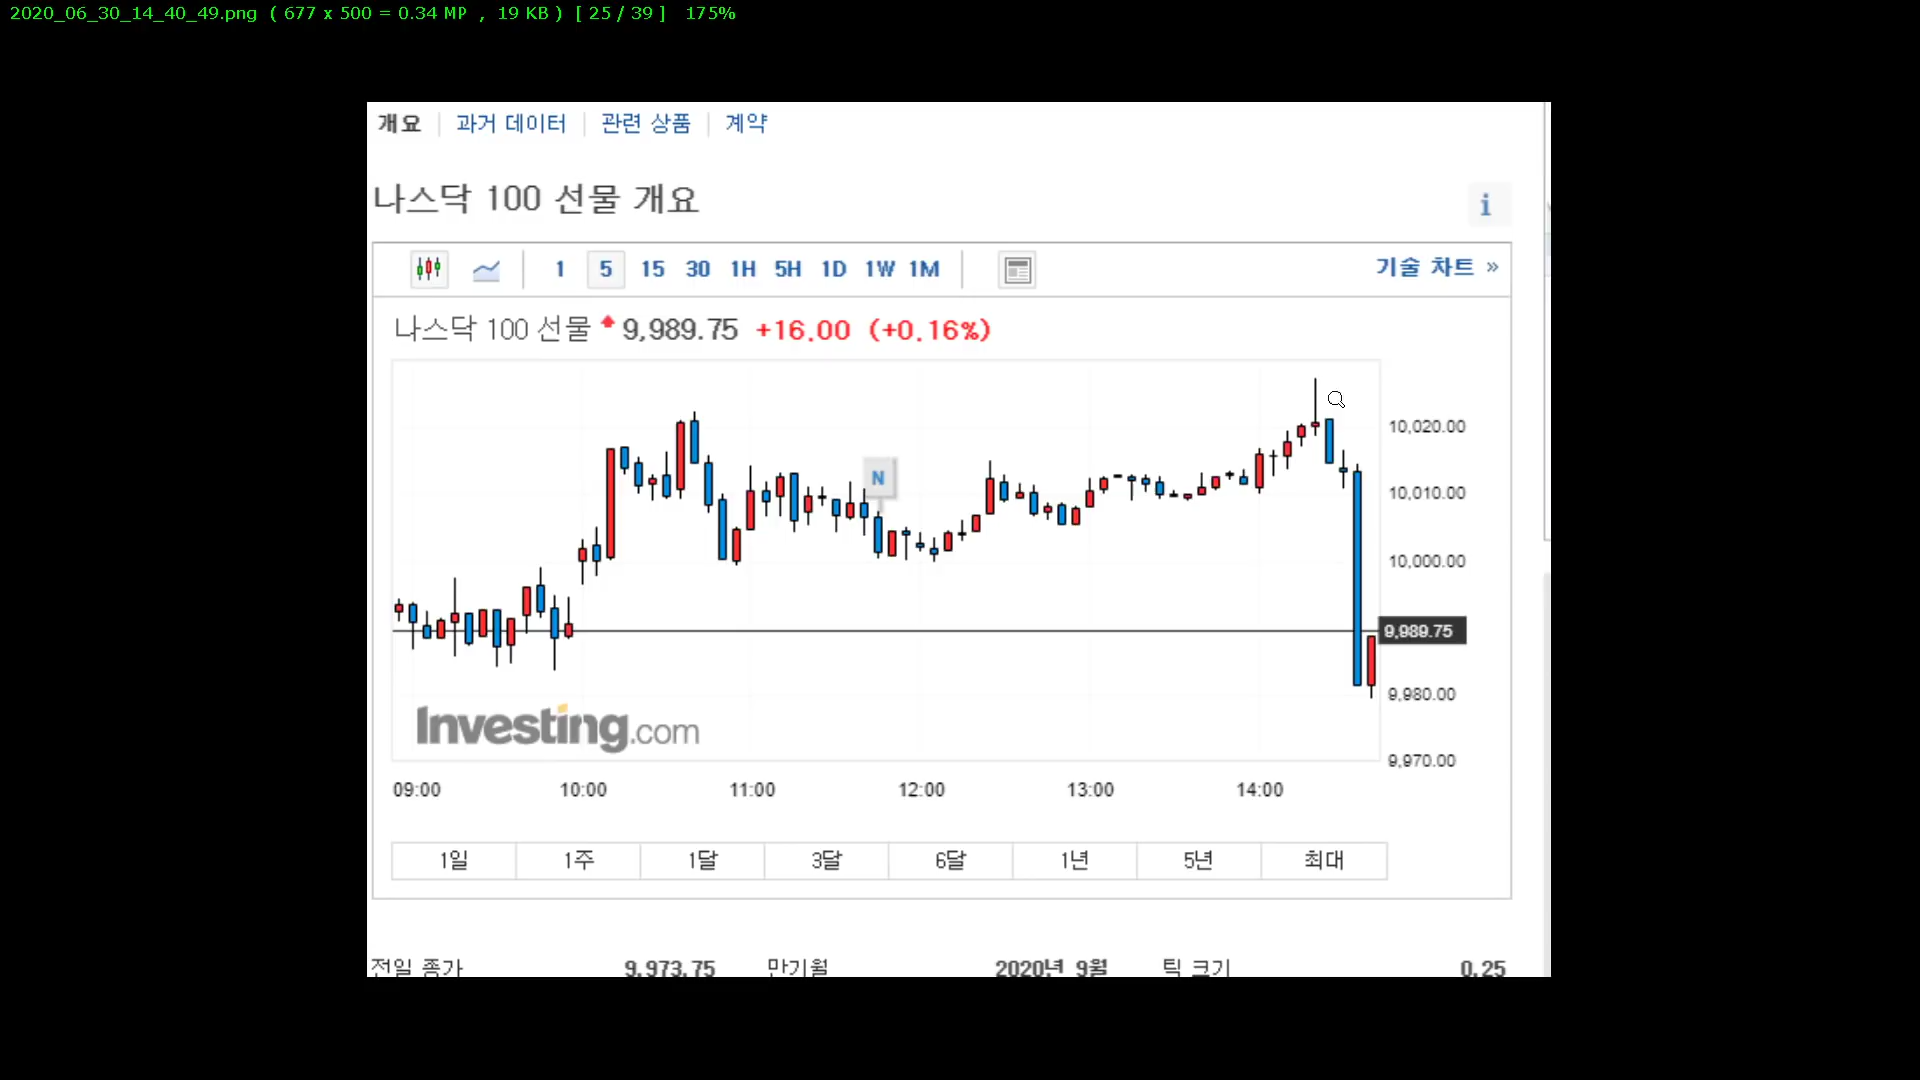 2020_06_30_14_40_49.png ( 677 x 500 = 0.34 MP , 19 KB ) [ 25 / 39 ] 175%
개요 과거 데이터 관련 상품 계약
나스닥 100 선물 개요
i
1 5 15 30 1H 5H 1D 1W 1M 기술 차트 »
나스닥 100 선물 9,989.75 +16.00 (+0.16%)
10,020.00
N
10,010.00
10,000.00
9,989.75
9,980.00
Investing.com
9,970.00
09:00 10:00 11:00 12:00 13:00 14:00
1일 1주 1달 3달 6달 1년 5년 최대
전일 종가 9,973.75 만기월 2020년 9월 틱 크기 0.25